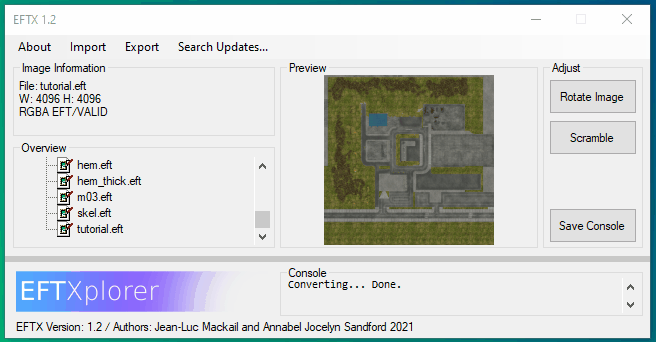 EFTX 1.2
About Import Export Search Updates...
Image Information
File: tutorial.eft
W: 4096 H: 4096
RGBA EFT/VALID
Overview
hem.eft
hem_thick.eft
m03.eft
skel.eft
tutorial.eft
Preview
Adjust
Rotate Image
Scramble
Save Console
EFTXplorer
Console
Converting... Done.
EFTX Version: 1.2 / Authors: Jean-Luc Mackail and Annabel Jocelyn Sandford 2021